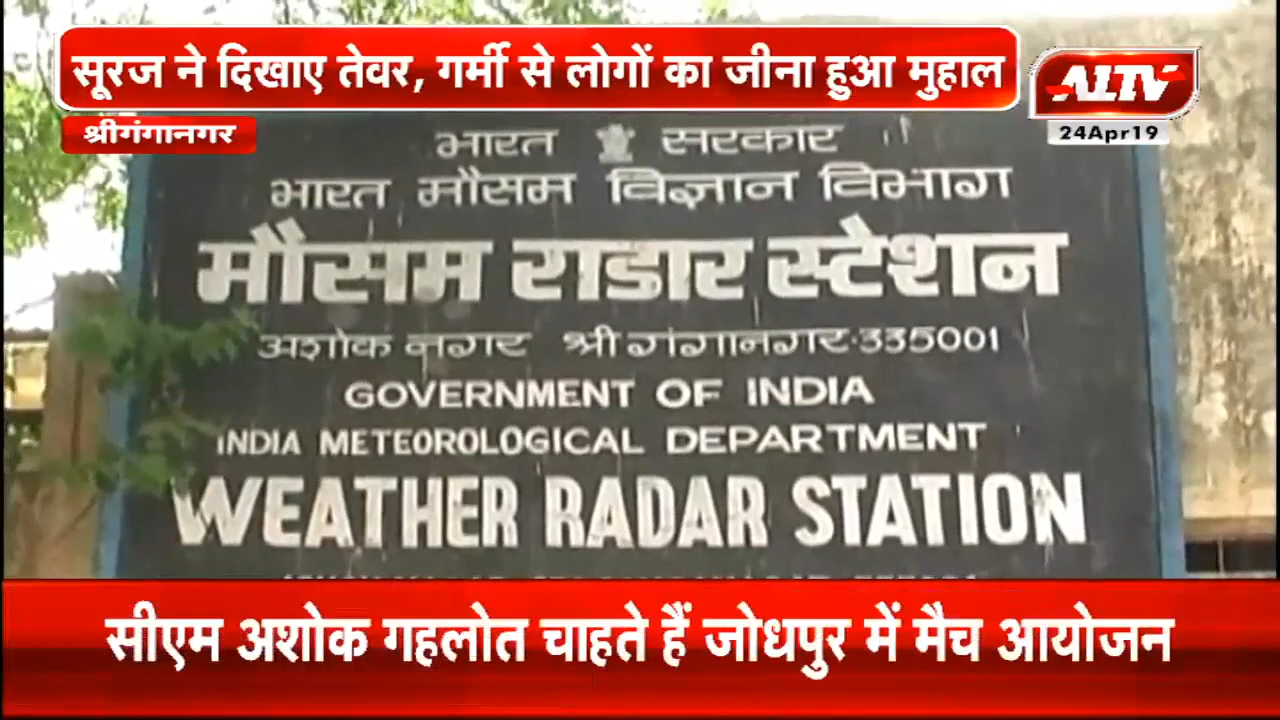 सूरज ने दिखाए तेवर, गर्मी से लोगों का जीना हुआ मुहाल
ALTV
24Apr19
श्रीगंगानगर
भारत सरकार
भारत मौसम विज्ञान विभाग
मौसम राडार स्टेशन
अशोक नगर श्री गंगानगर-335001
GOVERNMENT OF INDIA
INDIA METEOROLOGICAL DEPARTMENT
WEATHER RADAR STATION
सीएम अशोक गहलोत चाहते हैं जोधपुर में मैच आयोजन